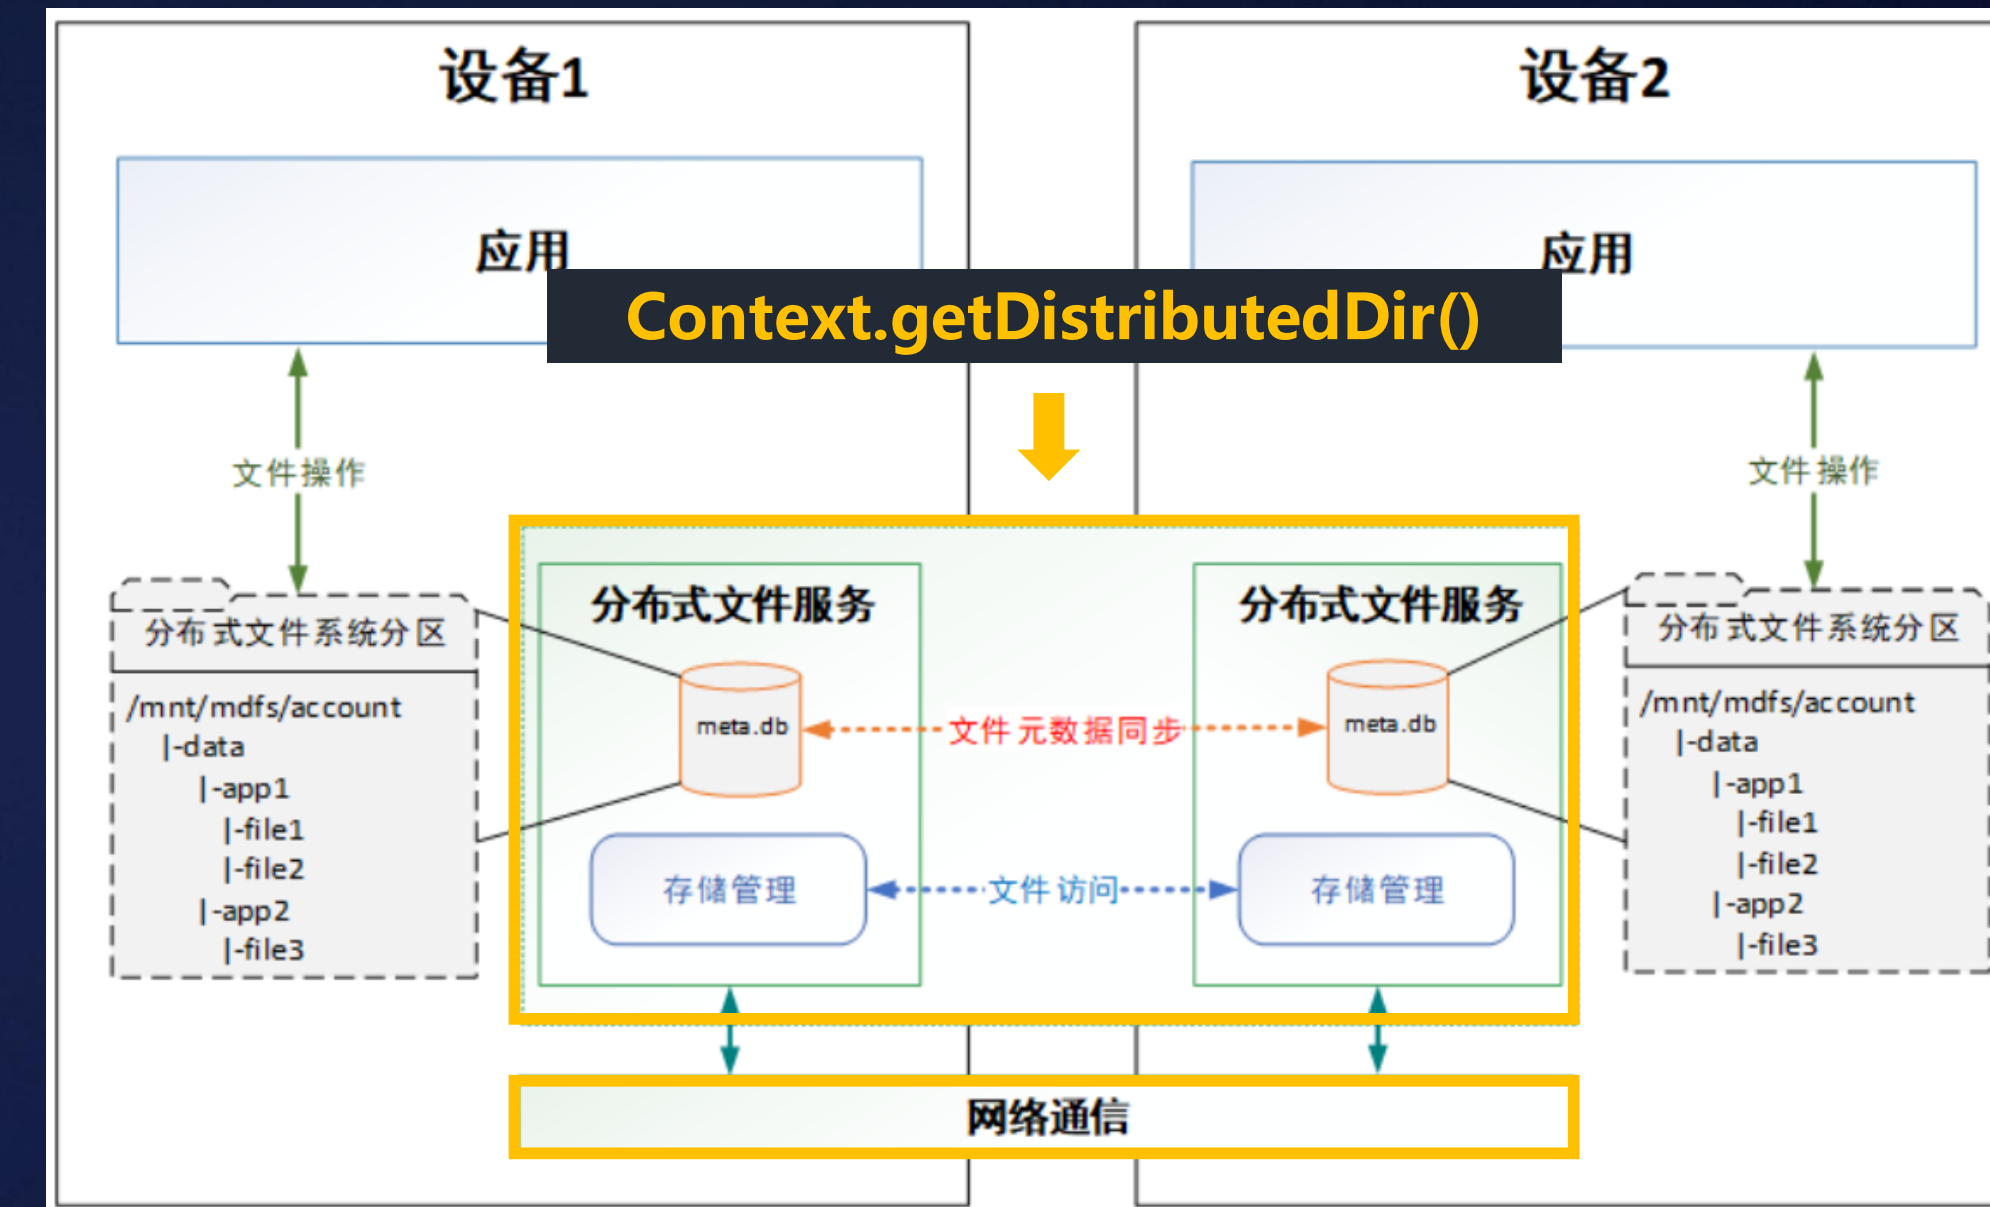 设备1
设备2
应用
应用
Context.getDistributedDir()
文件操作
文件操作
分布式文件服务
分布式文件服务
分布式文件系统分区
/mnt/mdfs/account
|-data
|-app1
|-file1
|-file2
|-app2
|-file3
meta.db
文件元数据同步
meta.db
存储管理
文件访问
存储管理
分布式文件系统分区
/mnt/mdfs/account
|-data
|-app1
|-file1
|-file2
|-app2
|-file3
网络通信